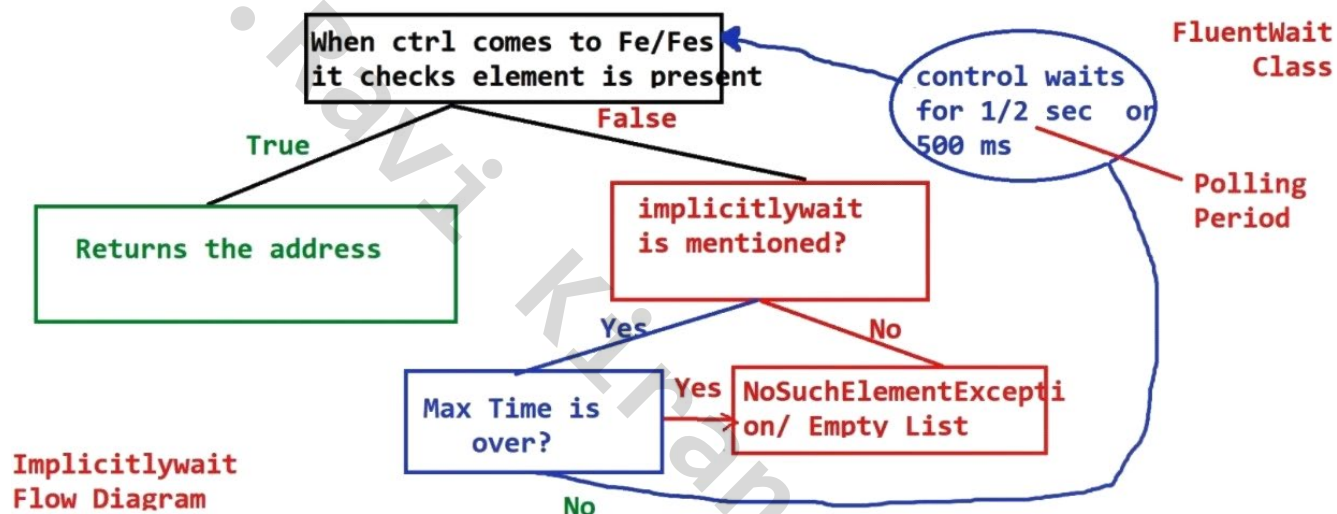 When ctrl comes to Fe/Fes
it checks element is present
FluentWait
Class
control waits
for 1/2 sec or
500 ms
True
False
Polling
Period
Returns the address
implicitlywait
is mentioned?
Yes
No
Max Time is
over?
Yes
NoSuchElementExcepti
on/ Empty List
Implicitlywait
Flow Diagram
No
Ravi Kiran